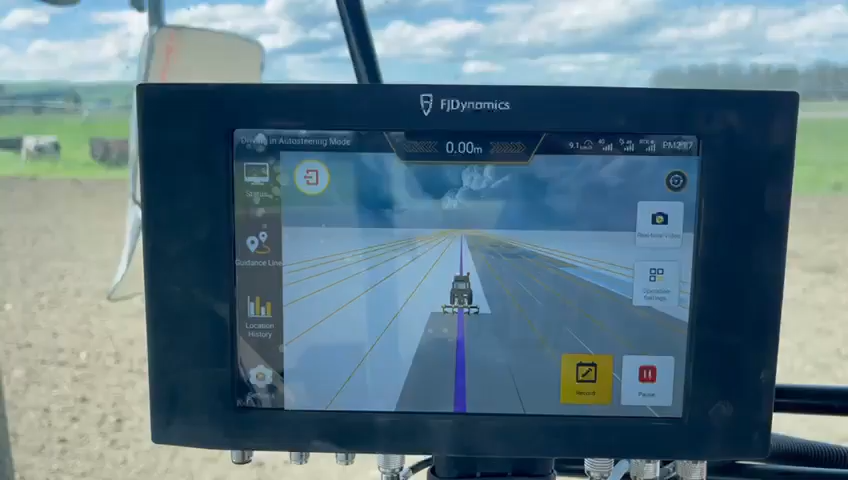 FJDynamics
in Autosteering Mode
0.00m
Status
Guidance Line
Location
History
Operation
Settings
Record
Pause